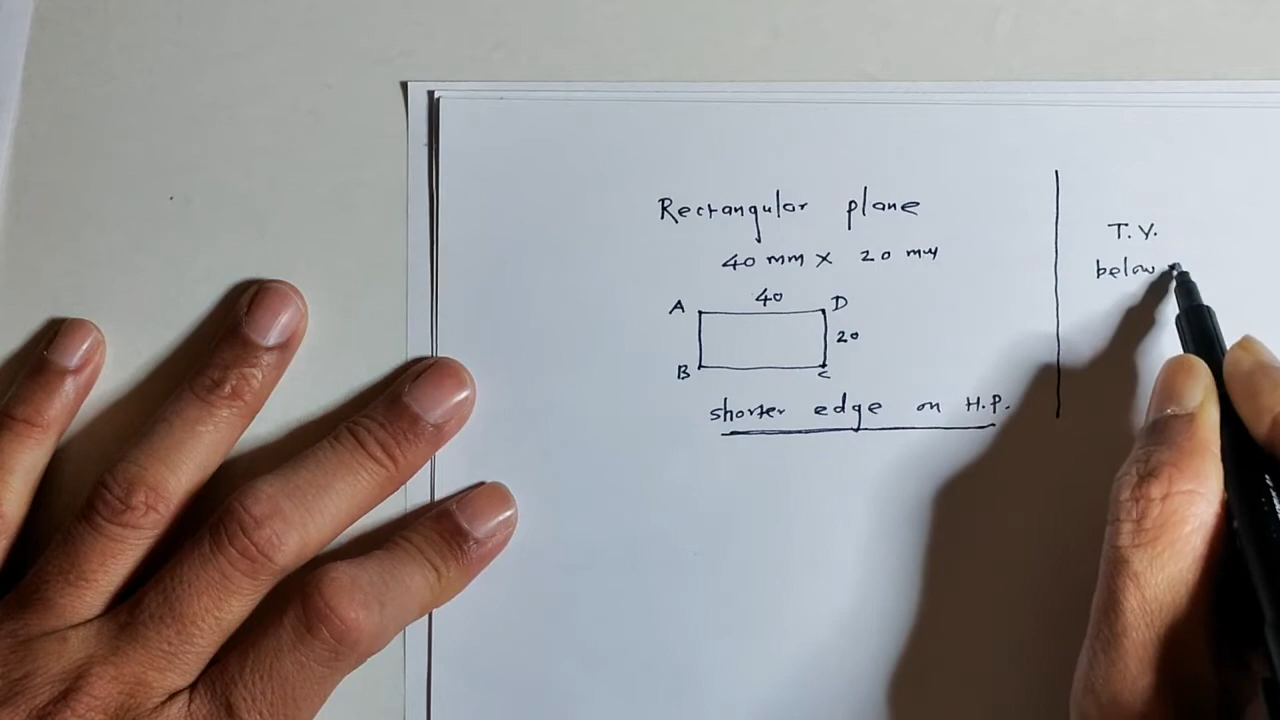 Rectangular plane
40 mm x 20 mm
40
A D
20
B C
shorter edge on H.P.
T.V.
below